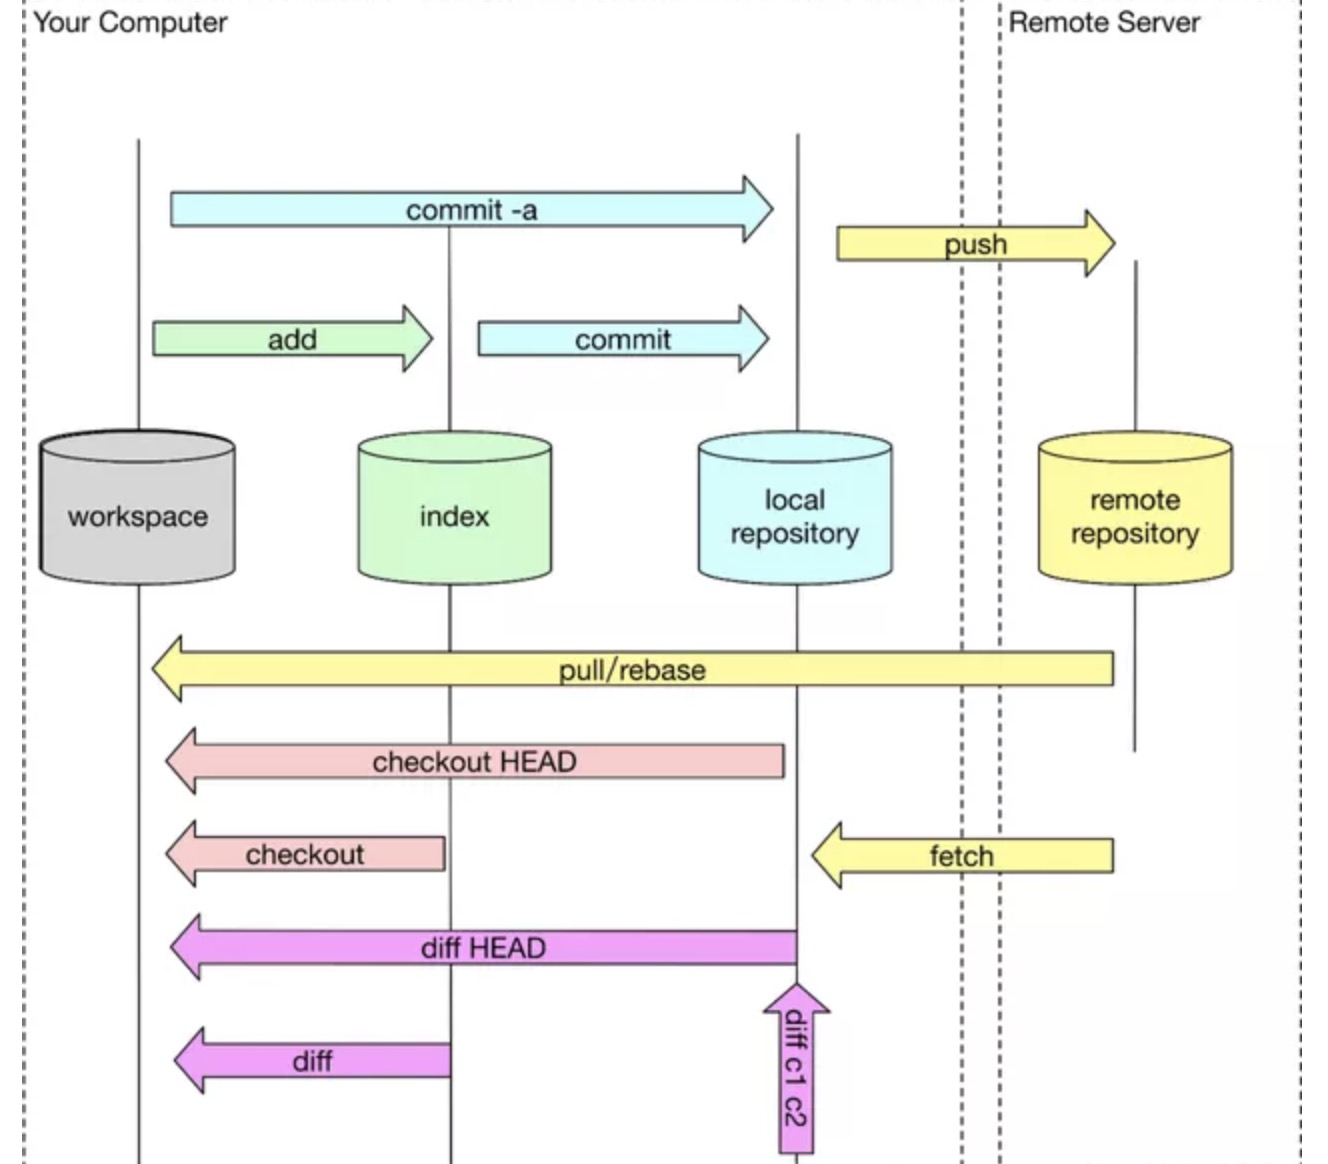 Your Computer
Remote Server
commit -a
push
add
commit
workspace
index
local
repository
remote
repository
pull/rebase
checkout HEAD
checkout
fetch
diff HEAD
diff
diff c1 c2